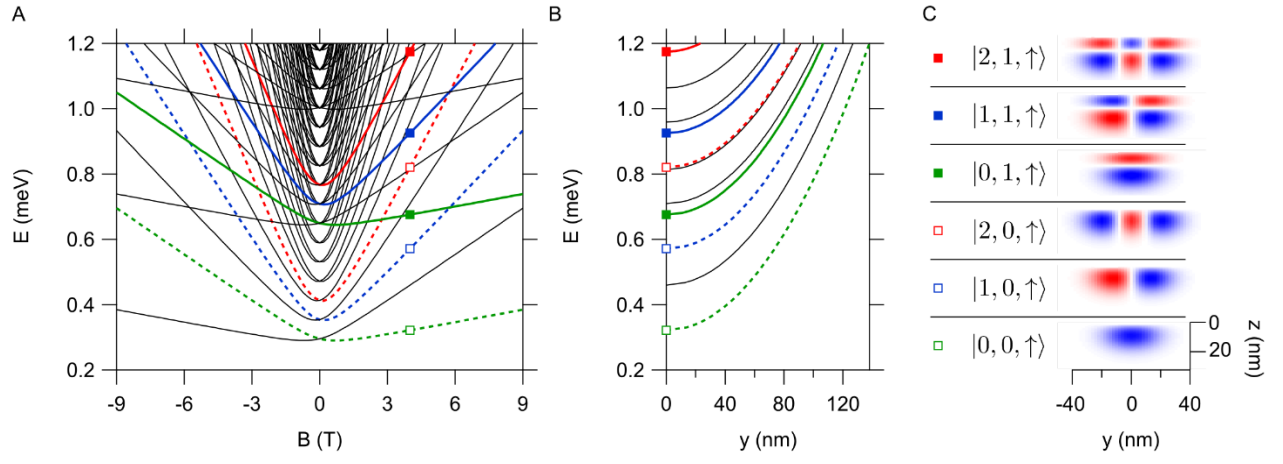 A
B
C
E (meV)
1.2
1.0
0.8
0.6
0.4
0.2
-9
-6
-3
0
3
6
9
B (T)
E (meV)
1.2
1.0
0.8
0.6
0.4
0.2
0
40
80
120
y (nm)
|2, 1, ↑⟩
|1, 1, ↑⟩
|0, 1, ↑⟩
|2, 0, ↑⟩
|1, 0, ↑⟩
|0, 0, ↑⟩
0
20
z (nm)
-40
0
40
y (nm)